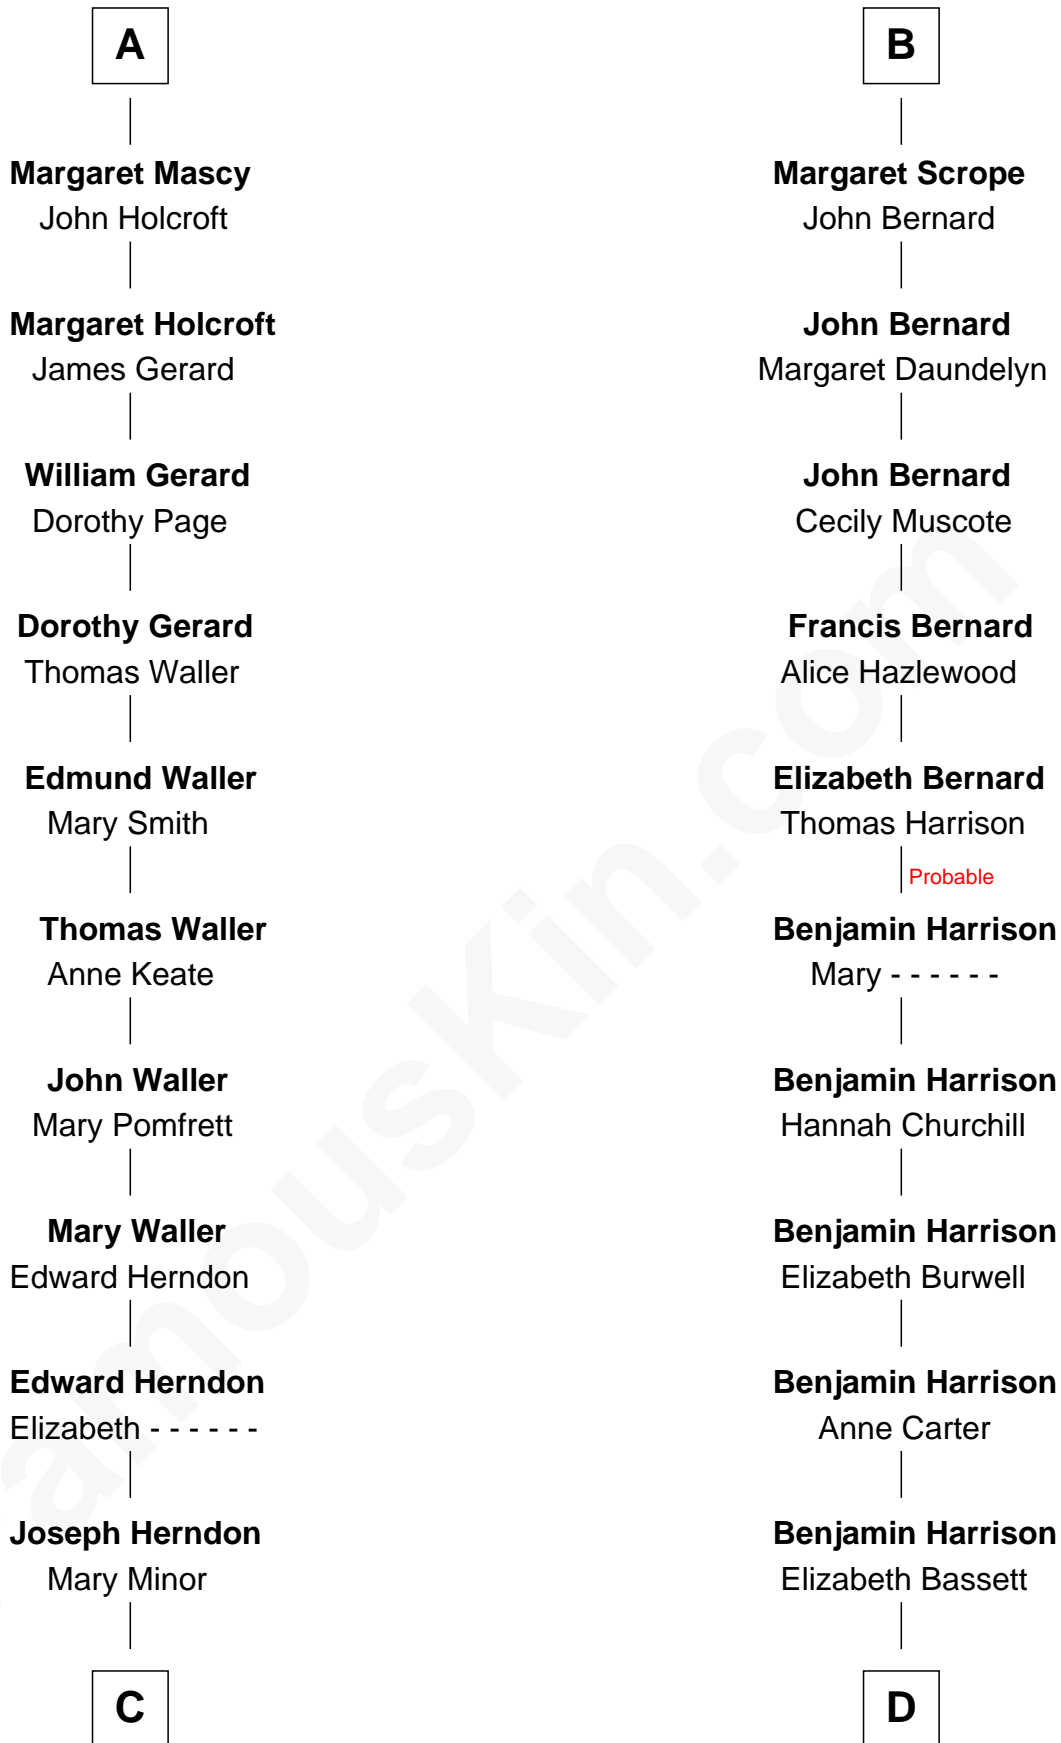 A
Margaret Mascy
John Holcroft
Margaret Holcroft
James Gerard
William Gerard
Dorothy Page
Dorothy Gerard
Thomas Waller
Edmund Waller
Mary Smith
Thomas Waller
Anne Keate
John Waller
Mary Pomfrett
Mary Waller
Edward Herndon
Edward Herndon
Elizabeth - - - - - -
Joseph Herndon
Mary Minor
C
B
Margaret Scrope
John Bernard
John Bernard
Margaret Daundelyn
John Bernard
Cecily Muscote
Francis Bernard
Alice Hazlewood
Elizabeth Bernard
Thomas Harrison
Probable
Benjamin Harrison
Mary - - - - - -
Benjamin Harrison
Hannah Churchill
Benjamin Harrison
Elizabeth Burwell
Benjamin Harrison
Anne Carter
Benjamin Harrison
Elizabeth Bassett
D
amouskin.com